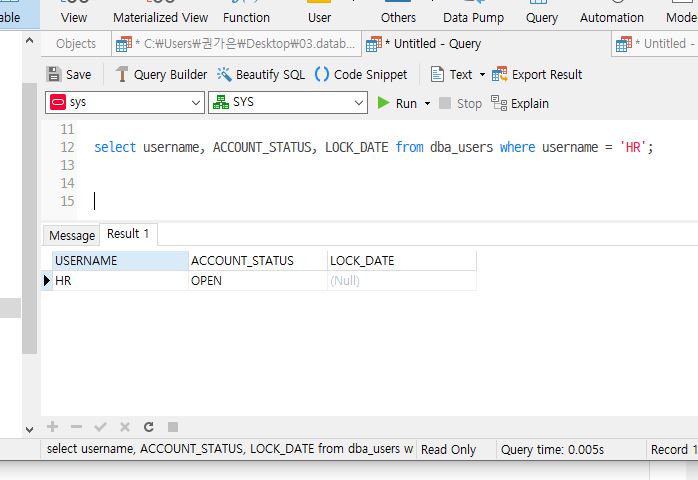 able View Materialized View Function User Others Data Pump Query Automation Mode
Objects * C:\Users\권가은\Desktop\03.datab... * Untitled - Query * Untitled -
Save Query Builder Beautify SQL () Code Snippet Text Export Result
sys SYS Run Stop Explain
11
12 select username, ACCOUNT_STATUS, LOCK_DATE from dba_users where username = 'HR';
13
14
15
Message Result 1
USERNAME ACCOUNT_STATUS LOCK_DATE
HR OPEN (Null)
select username, ACCOUNT_STATUS, LOCK_DATE from dba_users w Read Only Query time: 0.005s Record 1